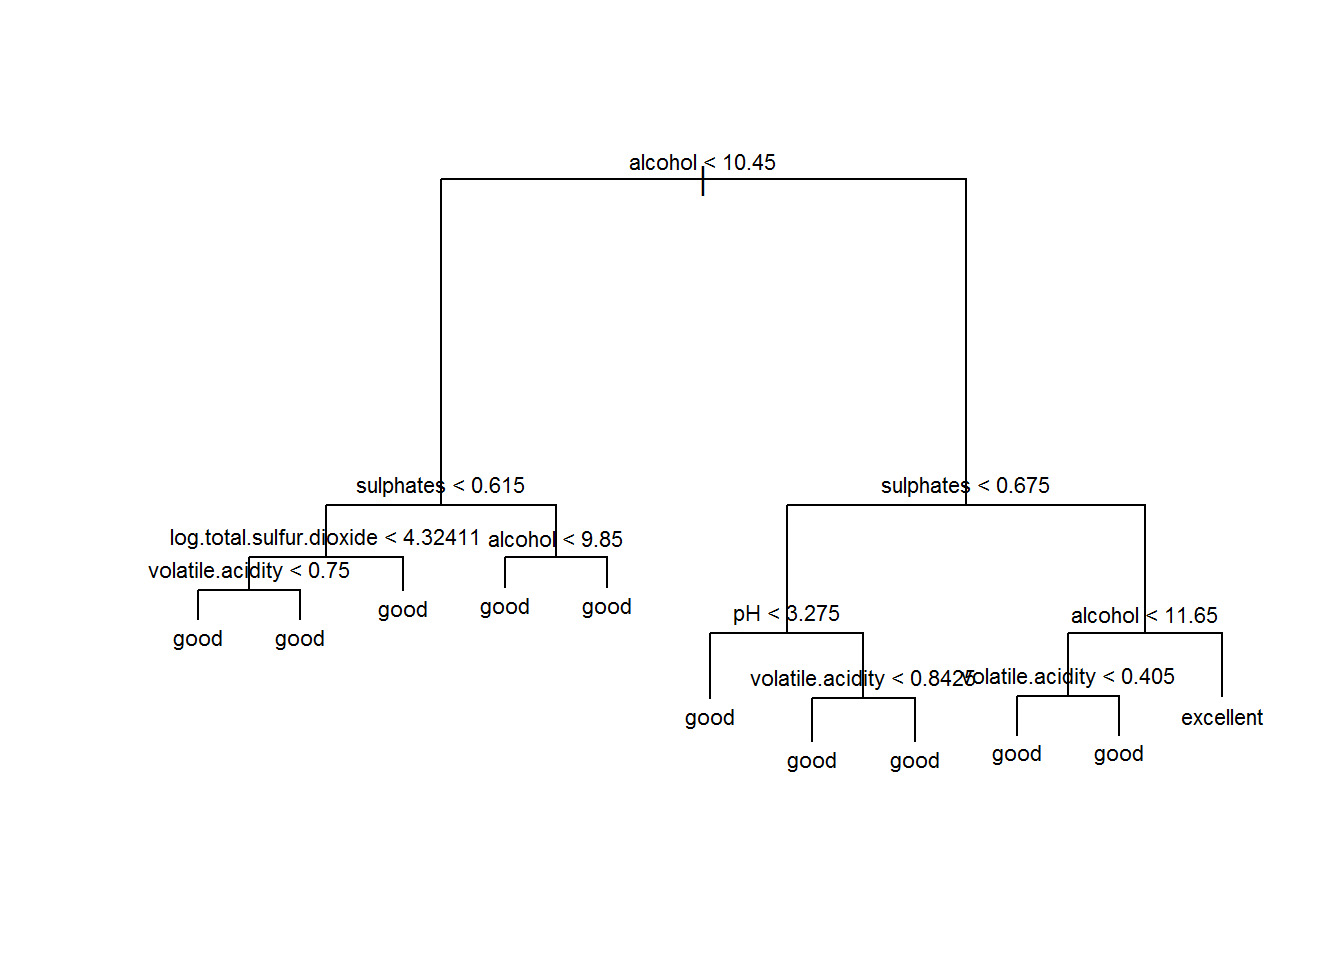 alcohol < 10.45
sulphates < 0.615
sulphates < 0.675
log.total.sulfur.dioxide < 4.32411
alcohol < 9.85
volatile.acidity < 0.75
good
good
good
good
good
pH < 3.275
alcohol < 11.65
volatile.acidity < 0.8425
volatile.acidity < 0.405
good
excellent
good
good
good
good